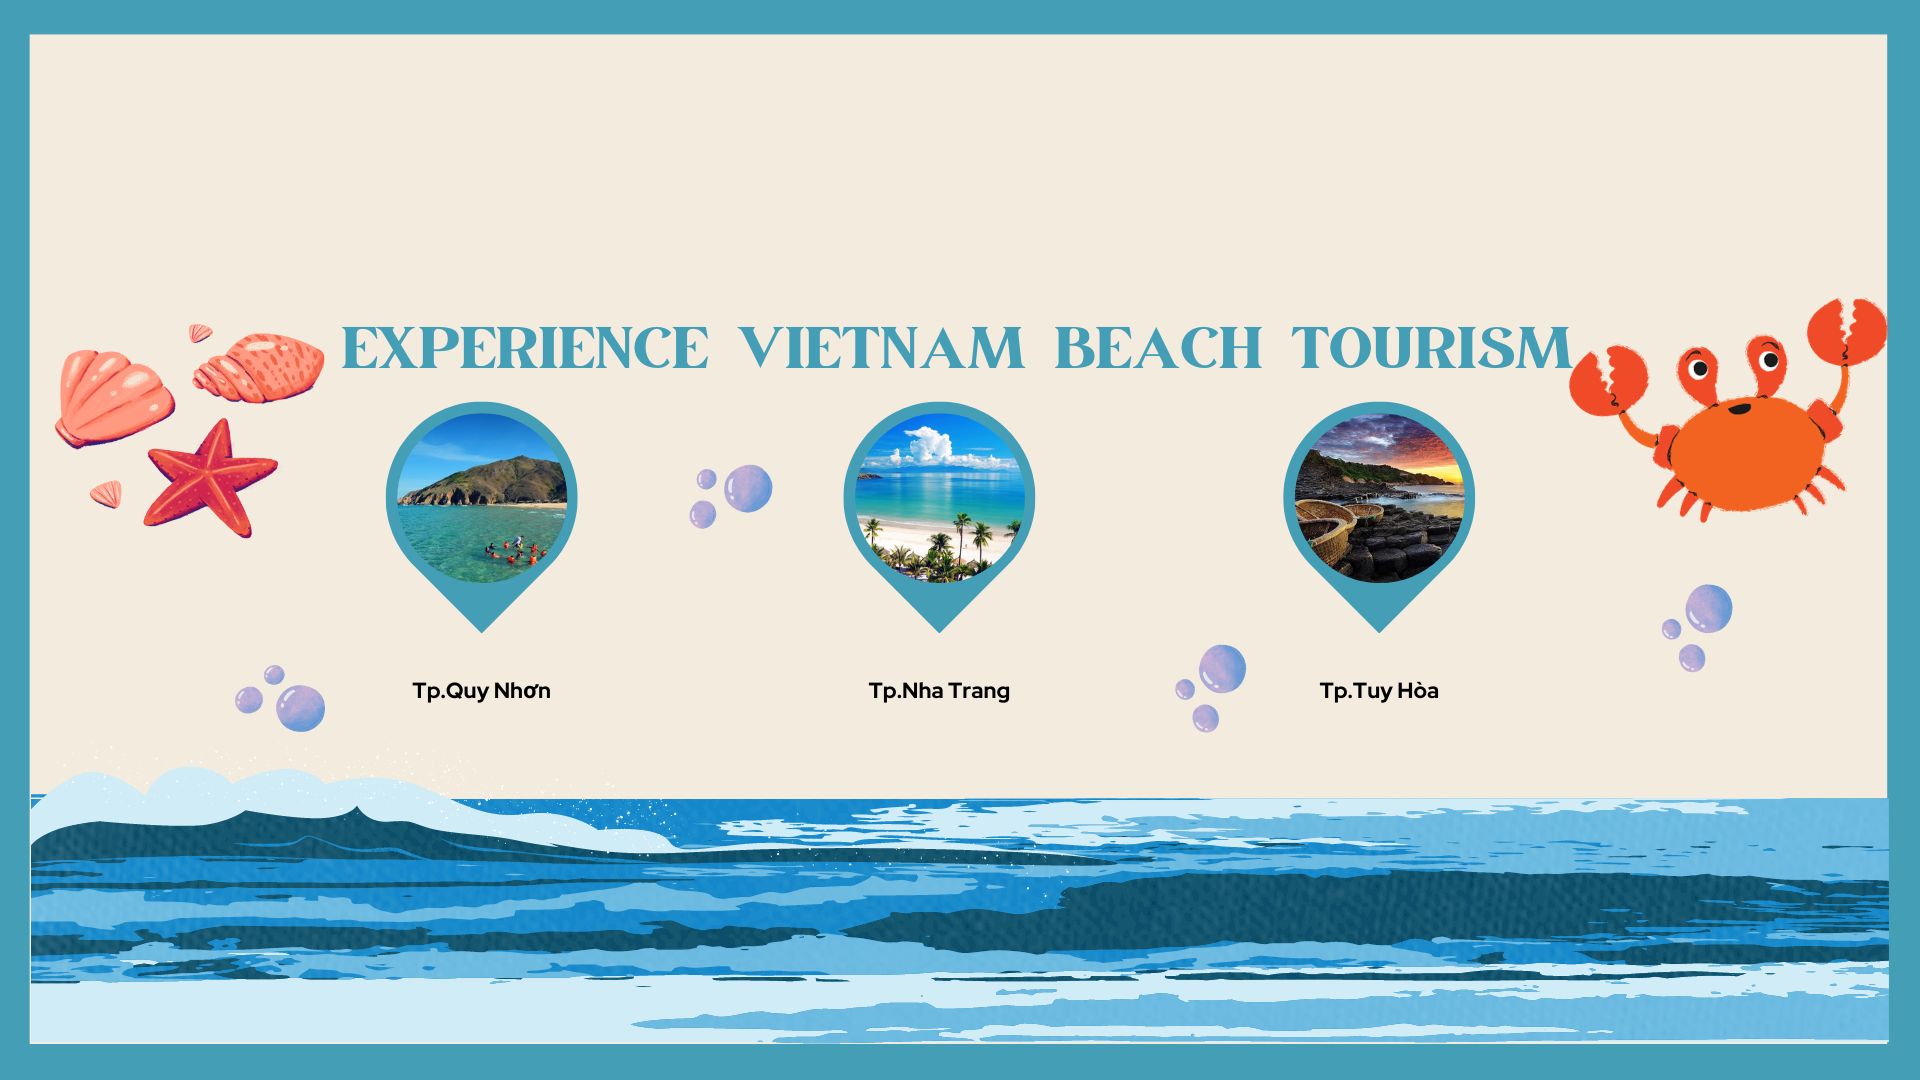 EXPERIENCE VIETNAM BEACH TOURISM
Tp.Quy Nhơn
Tp.Nha Trang
Tp.Tuy Hòa